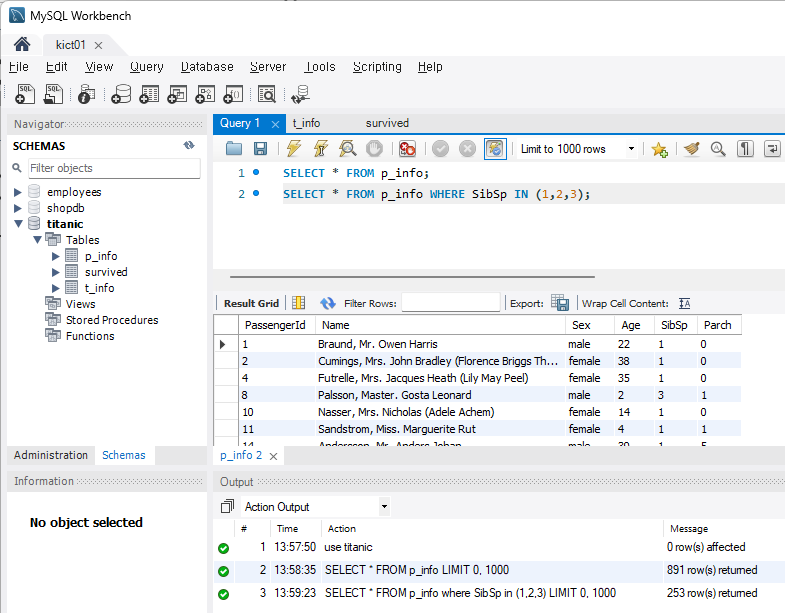 MySQL Workbench
kict01
File Edit View Query Database Server Tools Scripting Help
Navigator
SCHEMAS
Filter objects
employees
shopdb
titanic
Tables
p_info
survived
t_info
Views
Stored Procedures
Functions
Administration Schemas
Information
No object selected
Query 1 t_info survived
Limit to 1000 rows
1 SELECT * FROM p_info;
2 SELECT * FROM p_info WHERE SibSp IN (1,2,3);
Result Grid Filter Rows: Export: Wrap Cell Content:
PassengerId Name Sex Age SibSp Parch
1 Braund, Mr. Owen Harris male 22 1 0
2 Cumings, Mrs. John Bradley (Florence Briggs Th... female 38 1 0
4 Futrelle, Mrs. Jacques Heath (Lily May Peel) female 35 1 0
8 Palsson, Master. Gosta Leonard male 2 3 1
10 Nasser, Mrs. Nicholas (Adele Achem) female 14 1 0
11 Sandstrom, Miss. Marguerite Rut female 4 1 1
14 Andersson, Mr. Anders Johan male 39 1 5
p_info 2
Output
Action Output
# Time Action Message
1 13:57:50 use titanic 0 row(s) affected
2 13:58:35 SELECT * FROM p_info LIMIT 0, 1000 891 row(s) returned
3 13:59:23 SELECT * FROM p_info where SibSp in (1,2,3) LIMIT 0, 1000 253 row(s) returned